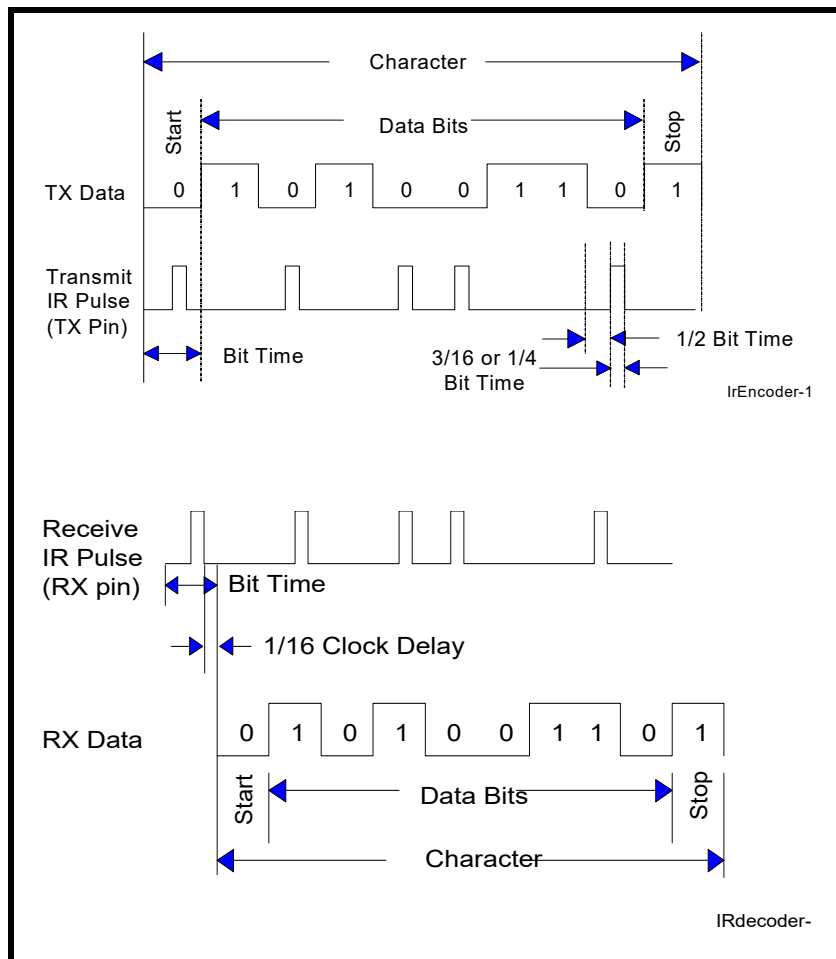 Character
Start
Data Bits
Stop
TX Data
0 1 0 1 0 0 1 1 0 1
Transmit
IR Pulse
(TX Pin)
Bit Time
1/2 Bit Time
3/16 or 1/4
Bit Time
IrEncoder-1
Receive
IR Pulse
(RX pin)
Bit Time
1/16 Clock Delay
RX Data
0 1 0 1 0 0 1 1 0 1
Start
Data Bits
Stop
Character
IRdecoder-